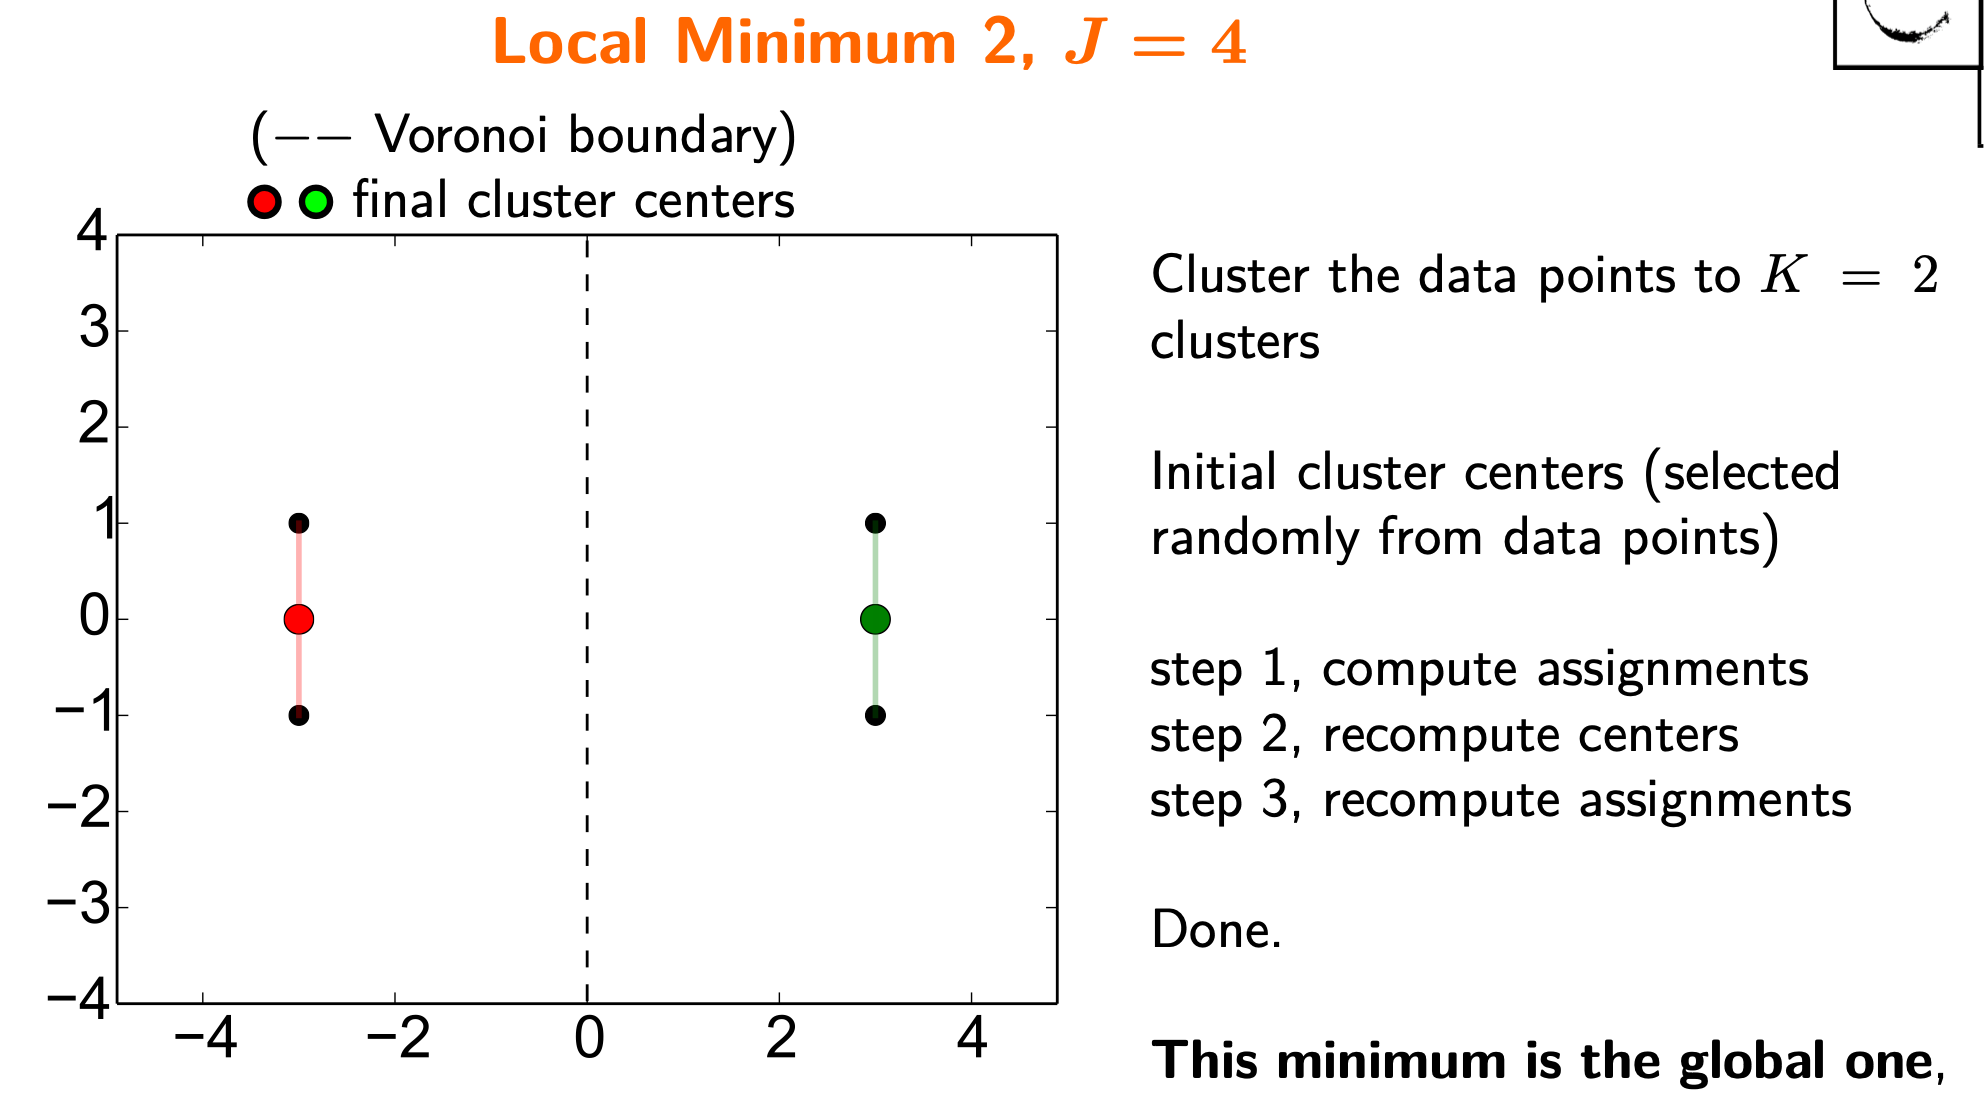 Local Minimum 2, J = 4
(−− Voronoi boundary)
final cluster centers
4
3
2
1
0
−1
−2
−3
−4
−4 −2 0 2 4
Cluster the data points to K = 2
clusters
Initial cluster centers (selected
randomly from data points)
step 1, compute assignments
step 2, recompute centers
step 3, recompute assignments
Done.
This minimum is the global one,